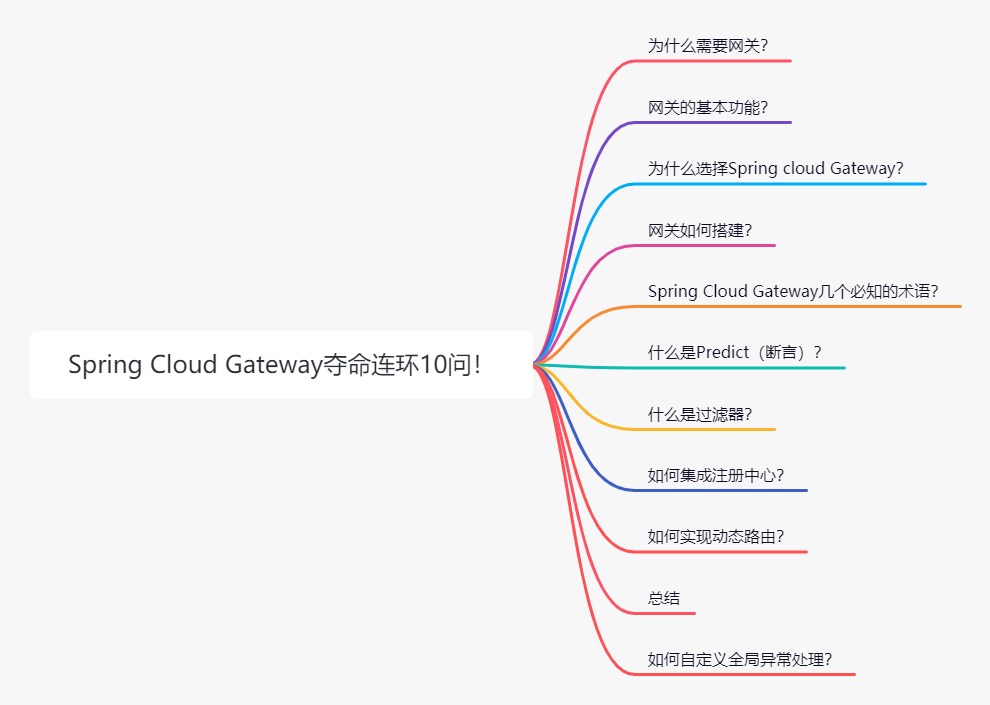 Spring Cloud Gateway夺命连环10问！
为什么需要网关？
网关的基本功能？
为什么选择Spring cloud Gateway？
网关如何搭建？
Spring Cloud Gateway几个必知的术语？
什么是Predict（断言）？
什么是过滤器？
如何集成注册中心？
如何实现动态路由？
总结
如何自定义全局异常处理？